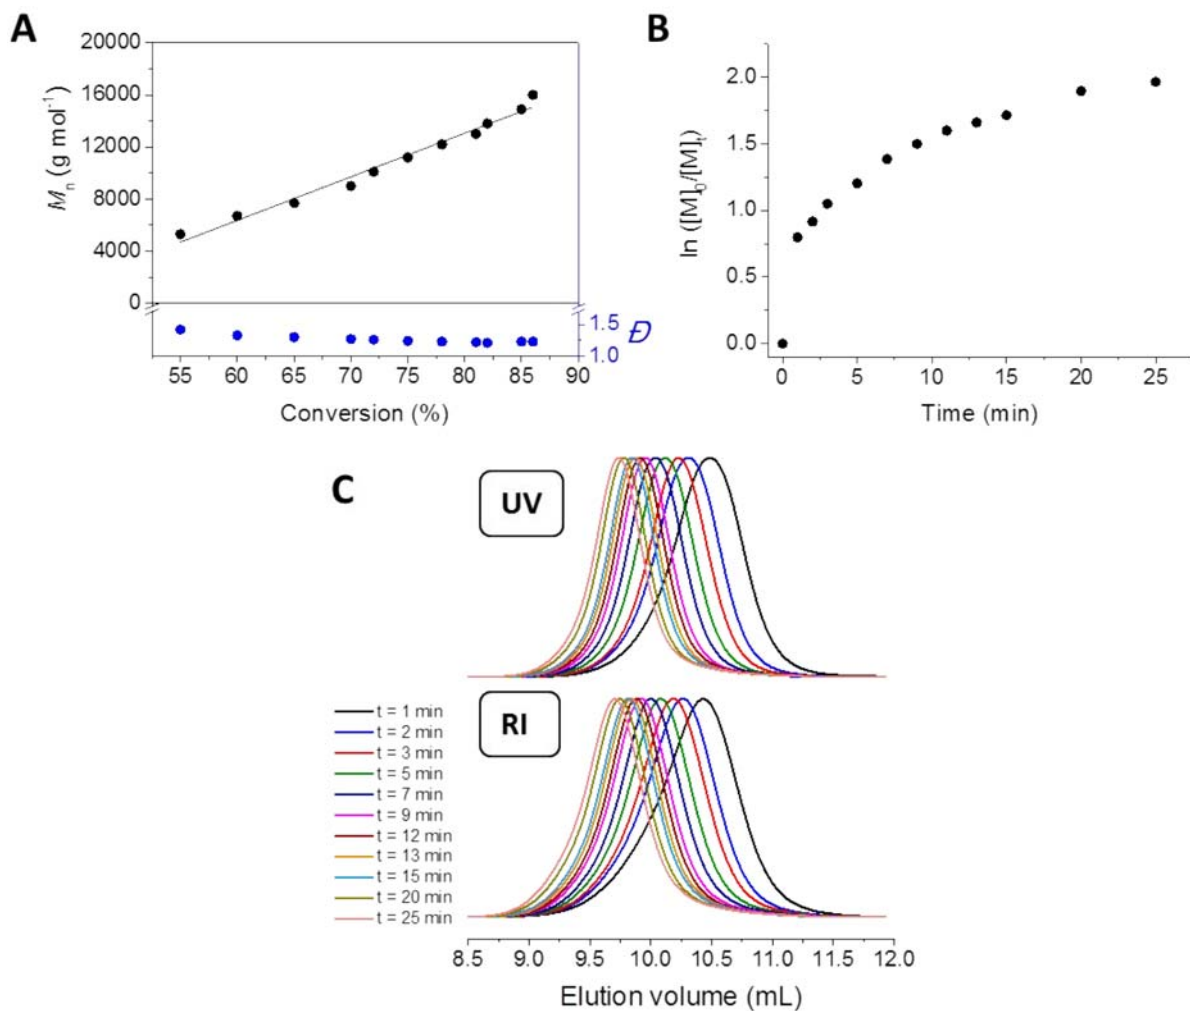 A
20000
16000
12000
8000
4000
0
Mn (g mol-1)
1.5
1.0
Đ
55 60 65 70 75 80 85 90
Conversion (%)
B
2.0
1.5
1.0
0.5
0.0
ln ([M]0/[M]t)
0 5 10 15 20 25
Time (min)
C
UV
RI
t = 1 min
t = 2 min
t = 3 min
t = 5 min
t = 7 min
t = 9 min
t = 12 min
t = 13 min
t = 15 min
t = 20 min
t = 25 min
8.5 9.0 9.5 10.0 10.5 11.0 11.5 12.0
Elution volume (mL)